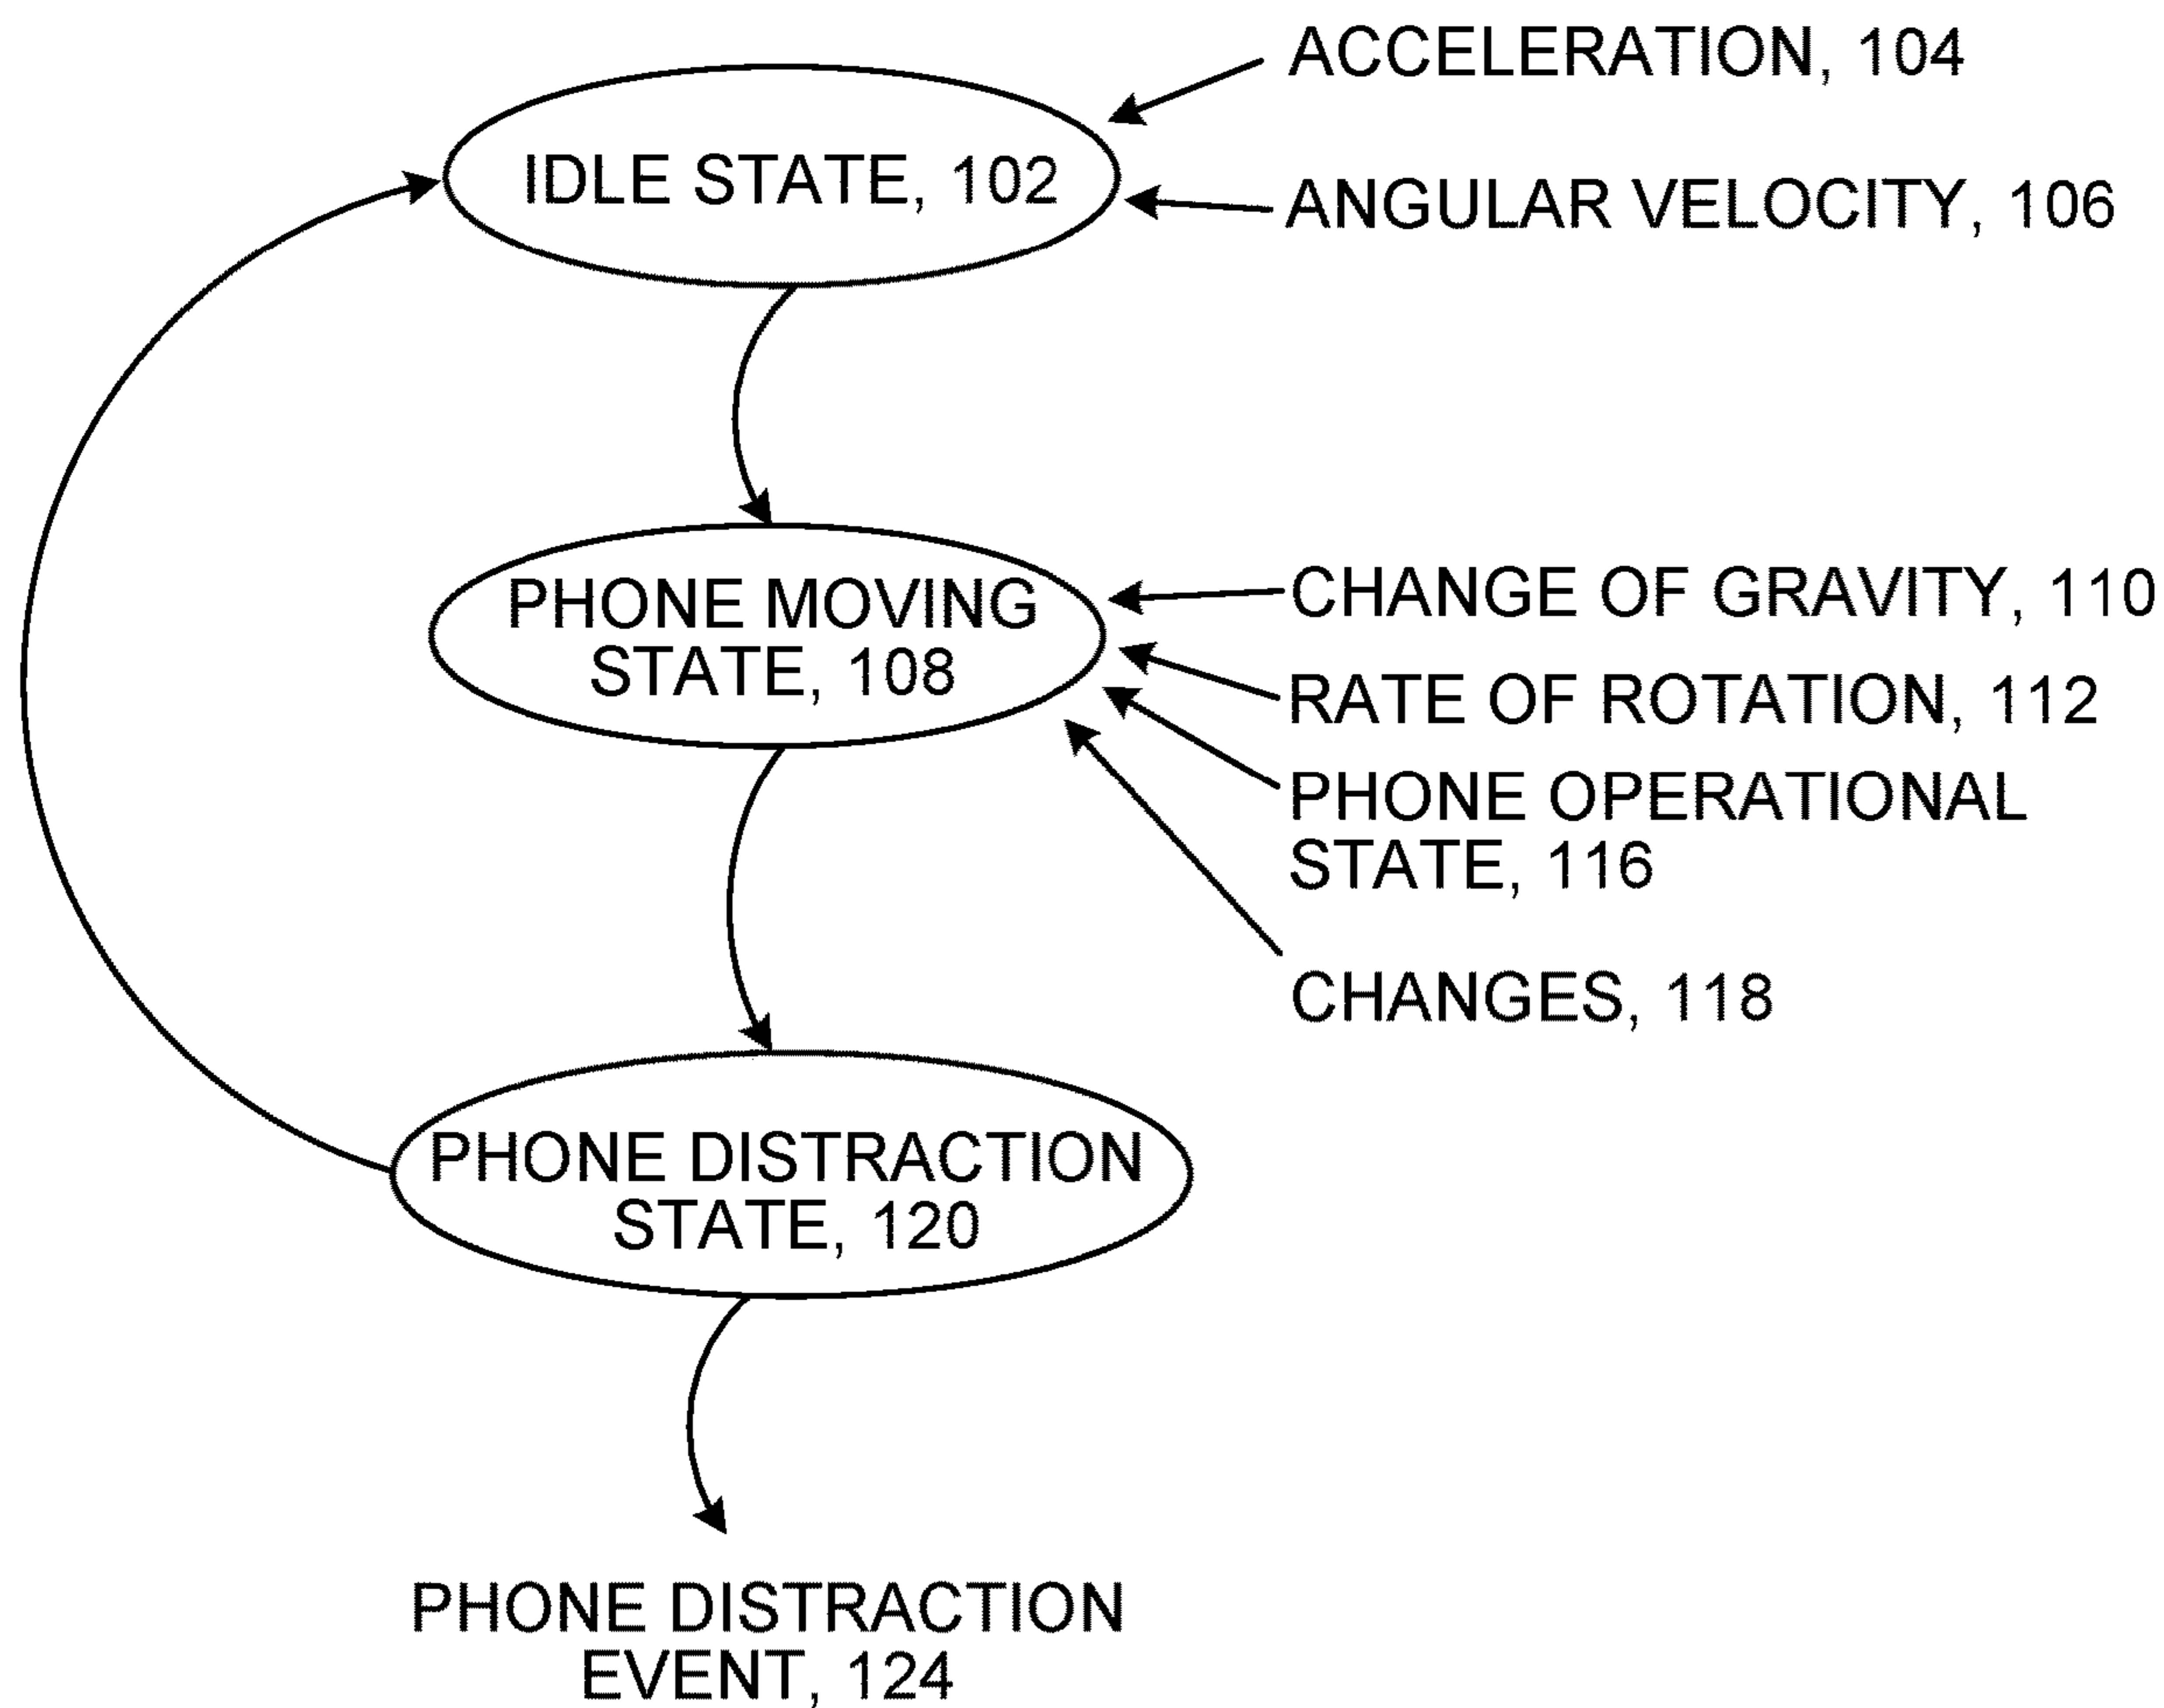 ACCELERATION, 104
IDLE STATE, 102
ANGULAR VELOCITY, 106
PHONE MOVING
STATE, 108
CHANGE OF GRAVITY, 110
RATE OF ROTATION, 112
PHONE OPERATIONAL
STATE, 116
CHANGES, 118
PHONE DISTRACTION
STATE, 120
PHONE DISTRACTION
EVENT, 124